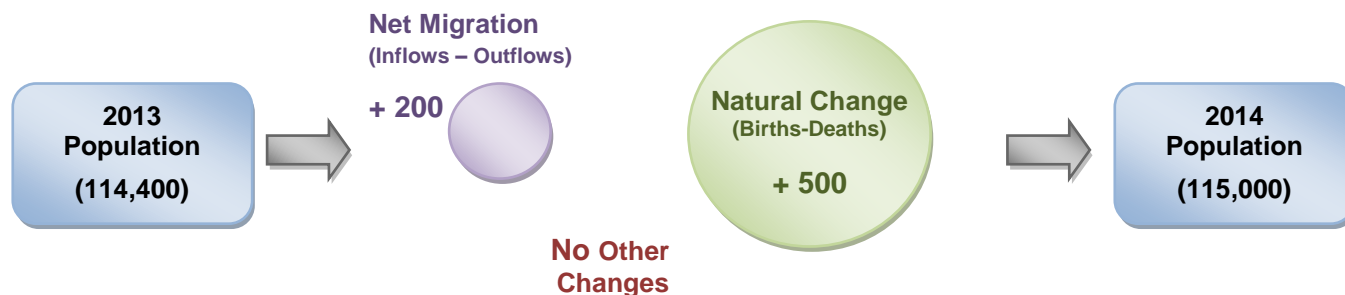 2013
Population
(114,400)
Net Migration
(Inflows – Outflows)
+ 200
No Other
Changes
Natural Change
(Births-Deaths)
+ 500
2014
Population
(115,000)